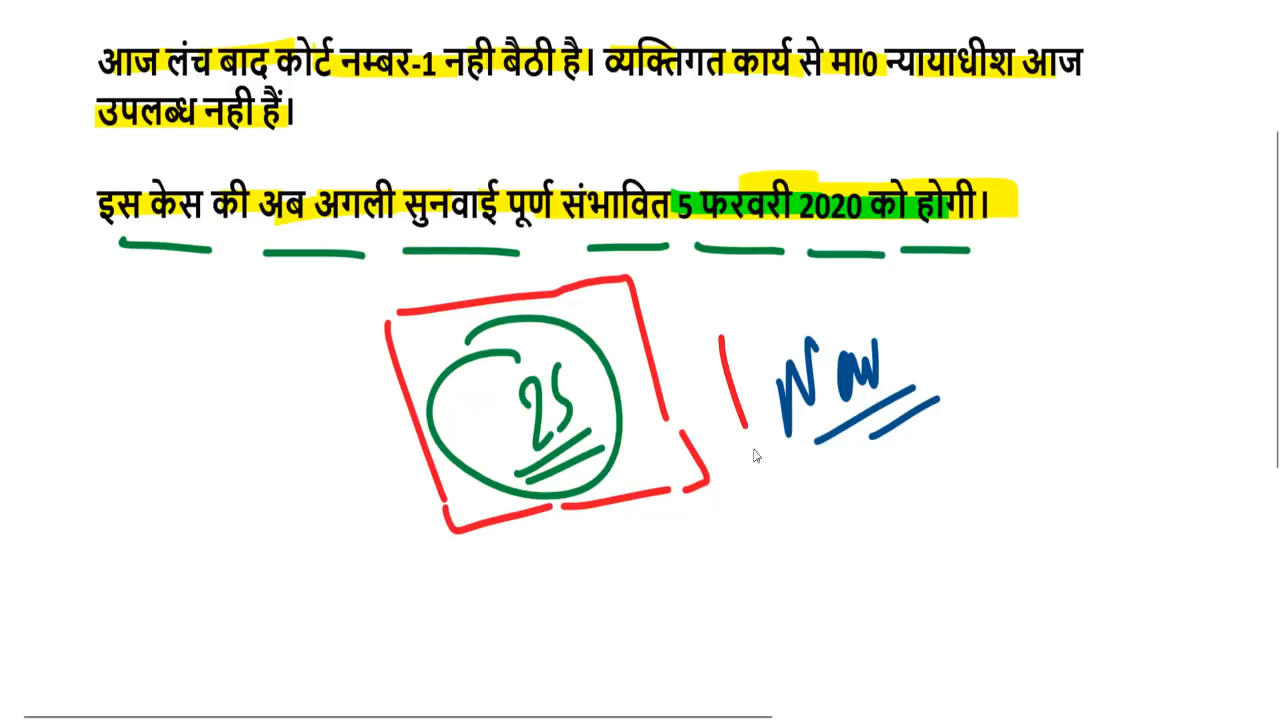 आज लंच बाद कोर्ट नम्बर-1 नही बैठी है। व्यक्तिगत कार्य से मा0 न्यायाधीश आज
उपलब्ध नही हैं।
इस केस की अब अगली सुनवाई पूर्ण संभावित 5 फरवरी 2020 को होगी।
25